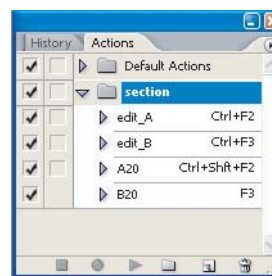 History Actions
Default Actions
section
edit_A Ctrl+F2
edit_B Ctrl+F3
A20 Ctrl+Shft+F2
B20 F3